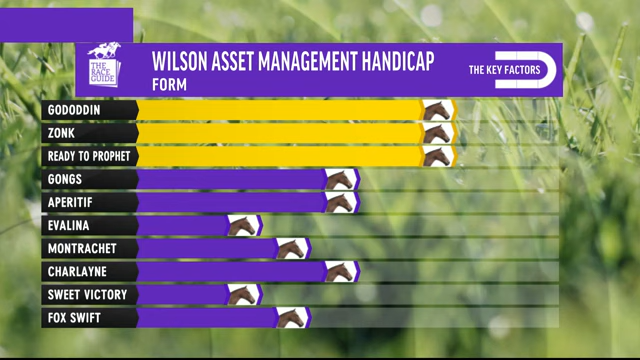 THE
RACE
GUIDE
WILSON ASSET MANAGEMENT HANDICAP
FORM
THE KEY FACTORS
GODODDIN
ZONK
READY TO PROPHET
GONGS
APERITIF
EVALINA
MONTRACHET
CHARLAYNE
SWEET VICTORY
FOX SWIFT